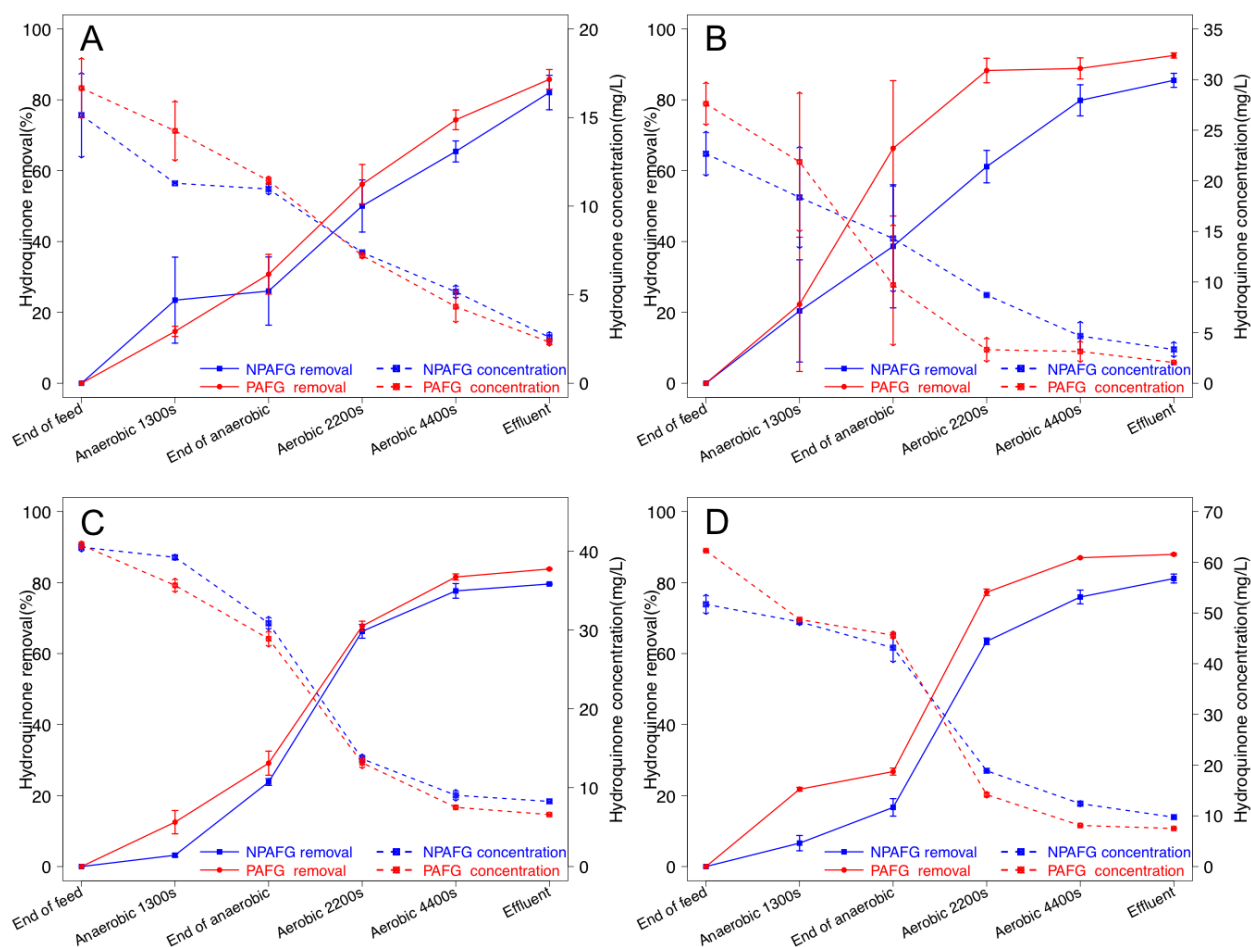 A
Hydroquinone removal(%)
100
80
60
40
20
0
20
15
10
5
0
Hydroquinone concentration(mg/L)
NPAFG removal
PAFG removal
NPAFG concentration
PAFG concentration
End of feed
Anaerobic 1300s
End of anaerobic
Aerobic 2200s
Aerobic 4400s
Effluent
B
Hydroquinone removal(%)
100
80
60
40
20
0
35
30
25
20
15
10
5
0
Hydroquinone concentration(mg/L)
NPAFG removal
PAFG removal
NPAFG concentration
PAFG concentration
End of feed
Anaerobic 1300s
End of anaerobic
Aerobic 2200s
Aerobic 4400s
Effluent
C
Hydroquinone removal(%)
100
80
60
40
20
0
40
30
20
10
0
Hydroquinone concentration(mg/L)
NPAFG removal
PAFG removal
NPAFG concentration
PAFG concentration
End of feed
Aerobic 1300s
End of anaerobic
Aerobic 2200s
Aerobic 4400s
Effluent
D
Hydroquinone removal(%)
100
80
60
40
20
0
70
60
50
40
30
20
10
0
Hydroquinone concentration(mg/L)
NPAFG removal
PAFG removal
NPAFG concentration
PAFG concentration
End of feed
Anaerobic 1300s
End of anaerobic
Aerobic 2200s
Aerobic 4400s
Effluent